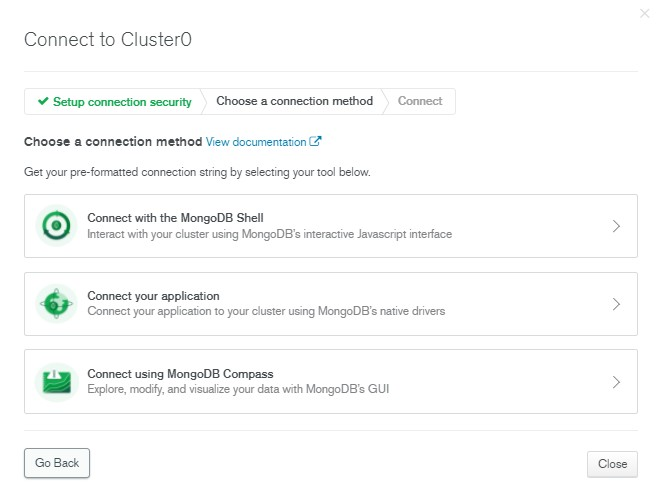 Connect to Cluster0
Setup connection security Choose a connection method Connect
Choose a connection method View documentation
Get your pre-formatted connection string by selecting your tool below.
Connect with the MongoDB Shell
Interact with your cluster using MongoDB's interactive Javascript interface
Connect your application
Connect your application to your cluster using MongoDB's native drivers
Connect using MongoDB Compass
Explore, modify, and visualize your data with MongoDB's GUI
Go Back Close